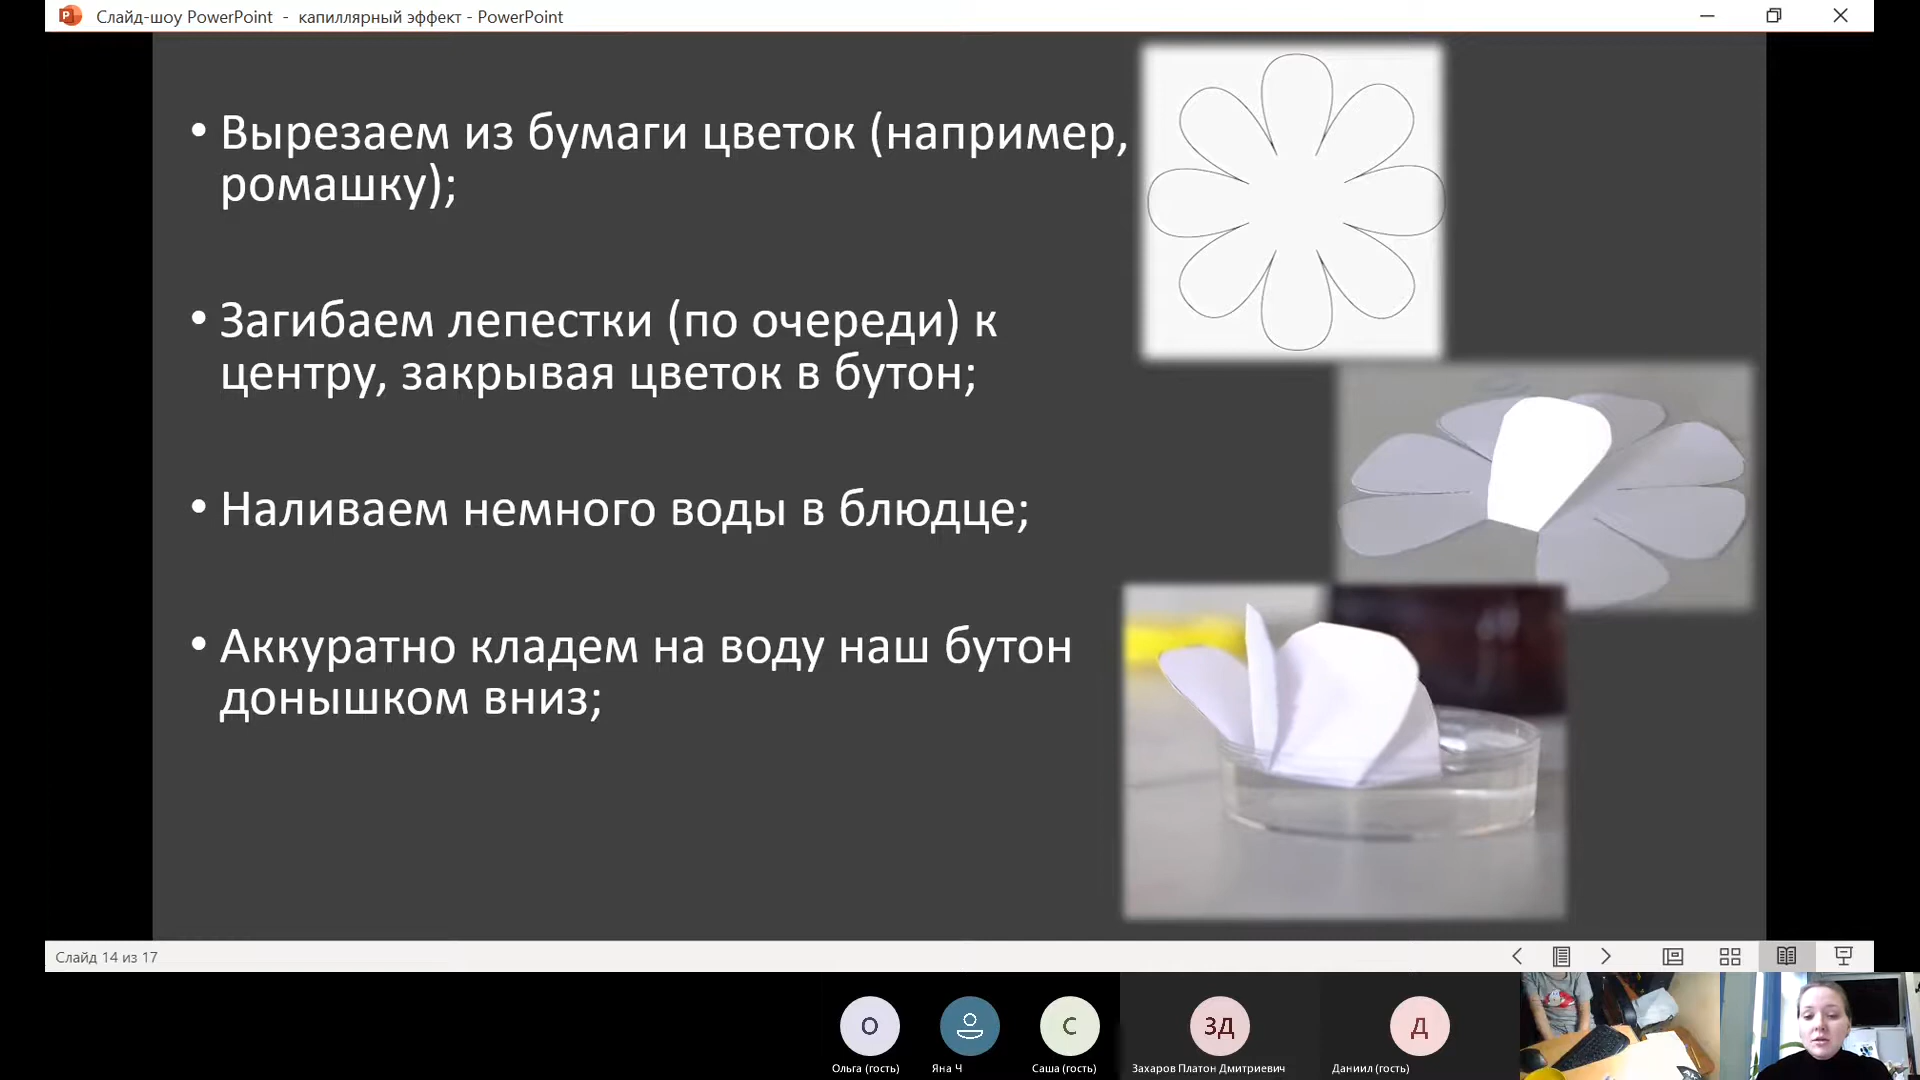 Слайд-шоу PowerPoint - капиллярный эффект - PowerPoint
• Вырезаем из бумаги цветок (например,
ромашку);
• Загибаем лепестки (по очереди) к
центру, закрывая цветок в бутон;
• Наливаем немного воды в блюдце;
• Аккуратно кладем на воду наш бутон
донышком вниз;
Слайд 14 из 17
О
С
ЗД
Д
Ольга (гость)
Яна Ч
Саша (гость)
Захаров Платон Дмитриевич
Даниил (гость)